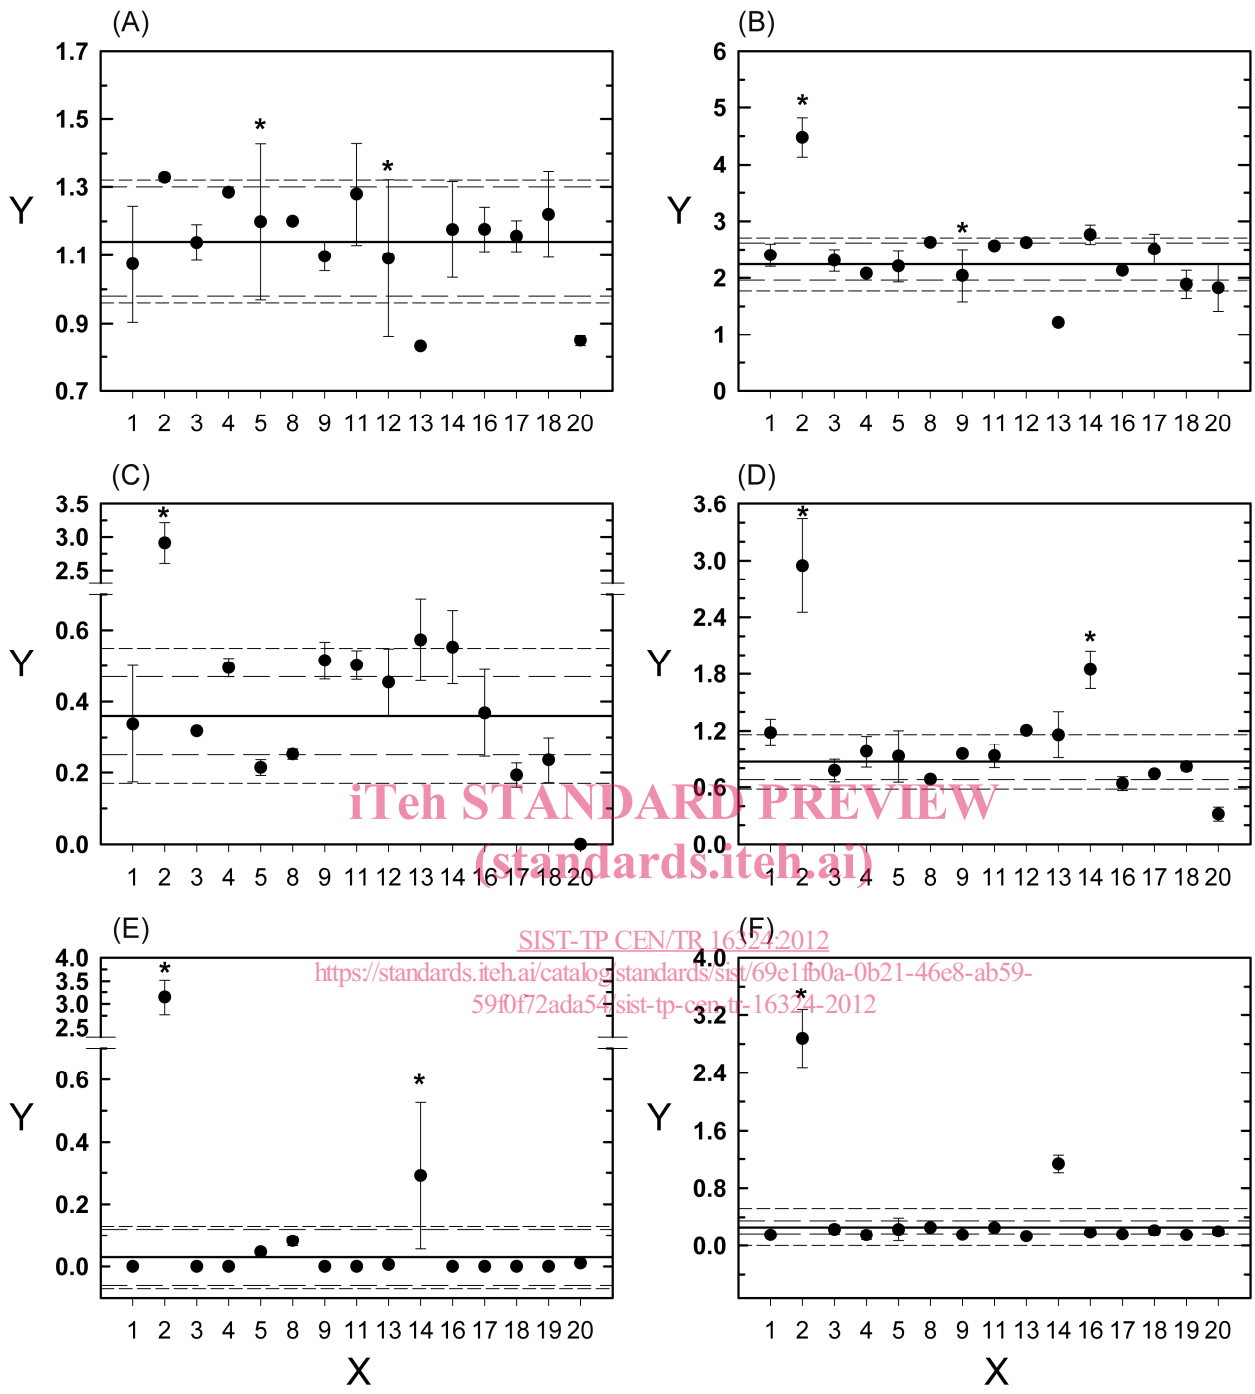 (A)
1.7
1.5
1.3
1.1
0.9
0.7
Y
* *
1 2 3 4 5 8 9 11 12 13 14 16 17 18 20
(B)
6
5
4
3
2
1
0
Y
* *
1 2 3 4 5 8 9 11 12 13 14 16 17 18 20
(C)
3.5
3.0
2.5
0.6
0.4
0.2
0.0
Y
*
1 2 3 4 5 8 9 11 12 13 14 16 17 18 20
(D)
3.6
3.0
2.4
1.8
1.2
0.6
0.0
Y
* *
1 2 3 4 5 8 9 11 12 13 14 16 17 18 20
iTeh STANDARD PREVIEW
(standards.iteh.ai)
SIST-TP CEN/TR 16324:2012
https://standards.iteh.ai/catalog/standards/sist/69e1fb0a-0b21-46e8-ab59-
59f0f72ada54/sist-tp-cen-tr-16324-2012
(E)
4.0
3.5
3.0
2.5
0.6
0.4
0.2
0.0
Y
* *
1 2 3 4 5 8 9 11 12 14 16 17 18 19 20
X
(F)
4.0
3.2
2.4
1.6
0.8
0.0
Y
*
1 2 3 4 5 8 9 11 12 14 16 17 18 19 20
X